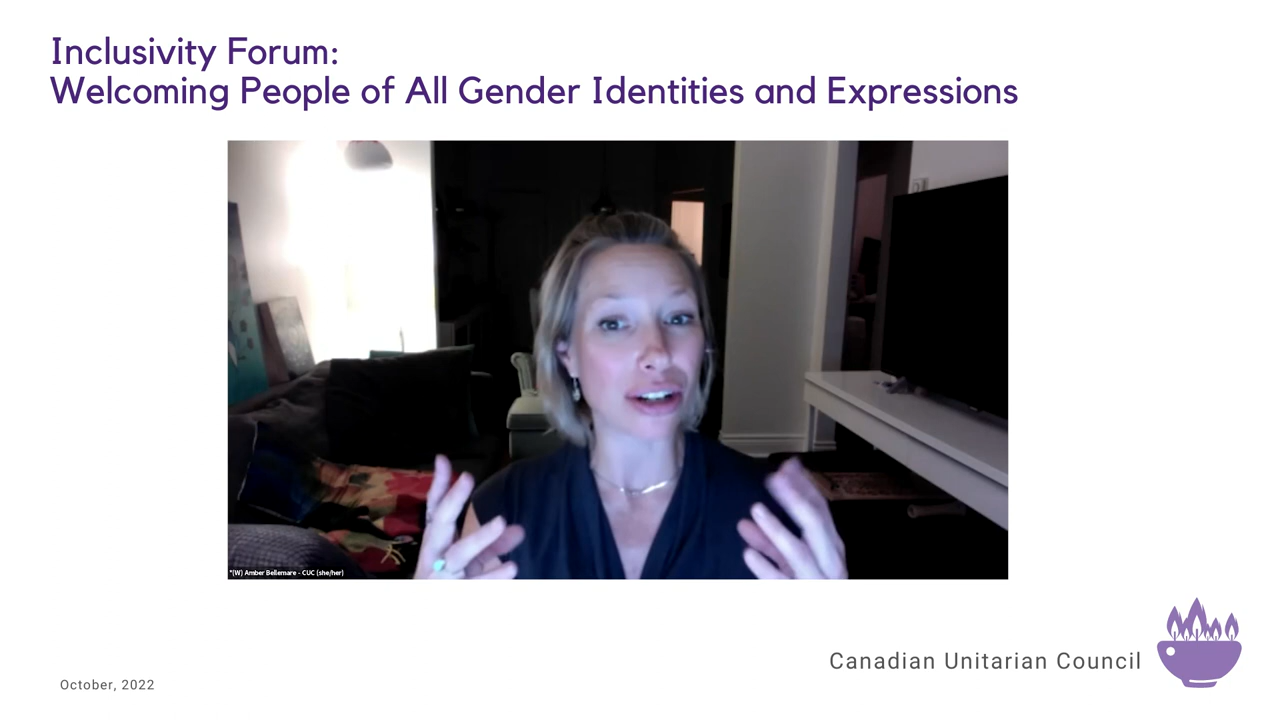 Inclusivity Forum:
Welcoming People of All Gender Identities and Expressions
*(W) Amber Bellemare - CUC (she/her)
Canadian Unitarian Council
October, 2022